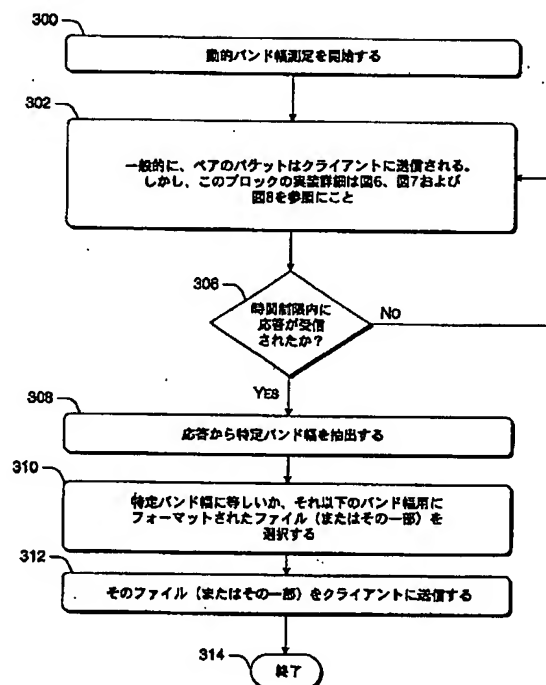 300
動的バンド幅測定を開始する
302
一般的に、ペアのパケットはクライアントに送信される。
しかし、このブロックの実装詳細は図6、図7および
図8を参照にこと
306
時間制限内に
応答が受信
されたか?
NO
YES
308
応答から特定バンド幅を抽出する
310
特定バンド幅に等しいか、それ以下のバンド幅用に
フォーマットされたファイル(またはその一部)を
選択する
312
そのファイル(またはその一部)をクライアントに送信する
314
終了